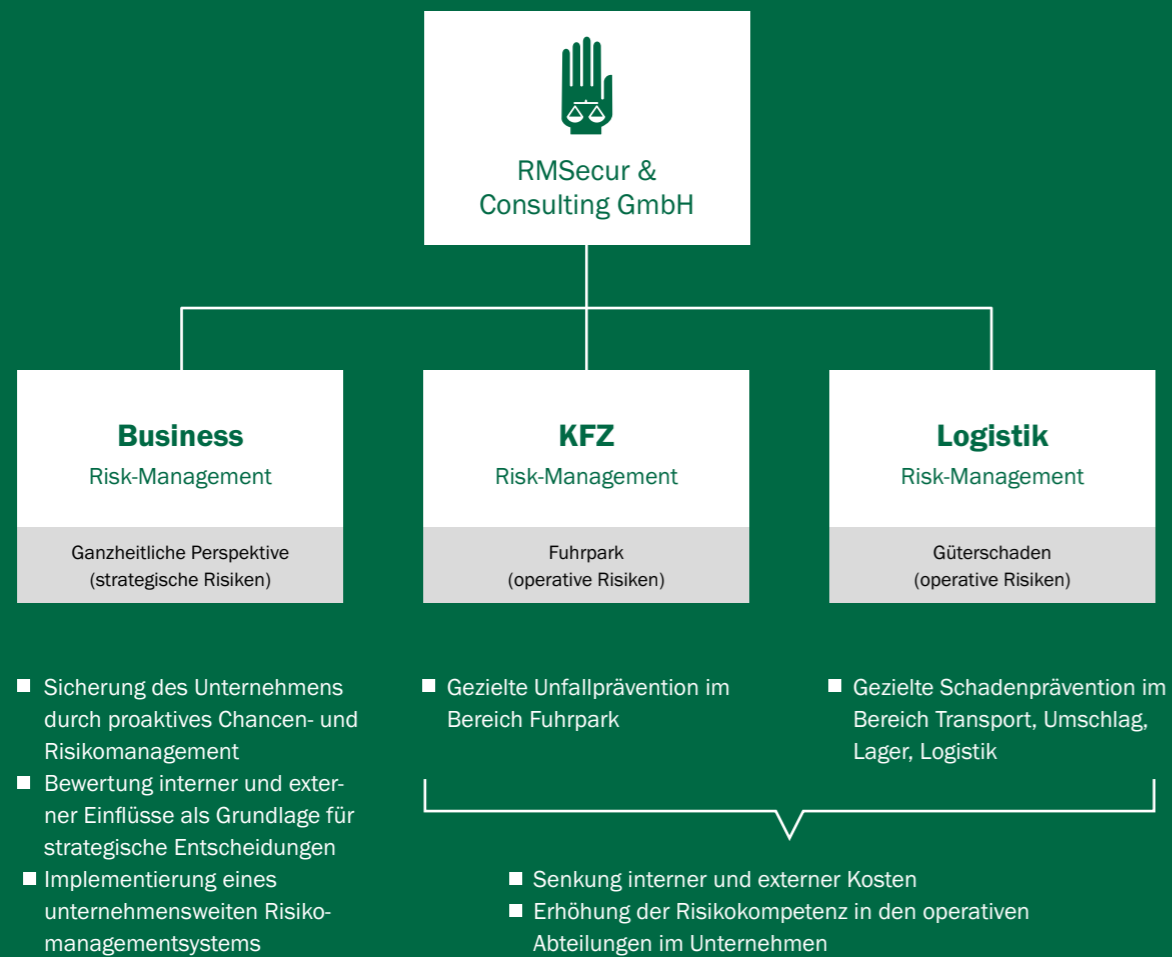 RMSecur &
Consulting GmbH
Business
Risk-Management
Ganzheitliche Perspektive
(strategische Risiken)
KFZ
Risk-Management
Fuhrpark
(operative Risiken)
Logistik
Risk-Management
Güterschaden
(operative Risiken)
Sicherung des Unternehmens
durch proaktives Chancen- und
Risikomanagement
Bewertung interner und exter-
ner Einflüsse als Grundlage für
strategische Entscheidungen
Implementierung eines
unternehmensweiten Risiko-
managementsystems
Gezielte Unfallprävention im
Bereich Fuhrpark
Gezielte Schadenprävention im
Bereich Transport, Umschlag,
Lager, Logistik
Senkung interner und externer Kosten
Erhöhung der Risikokompetenz in den operativen
Abteilungen im Unternehmen